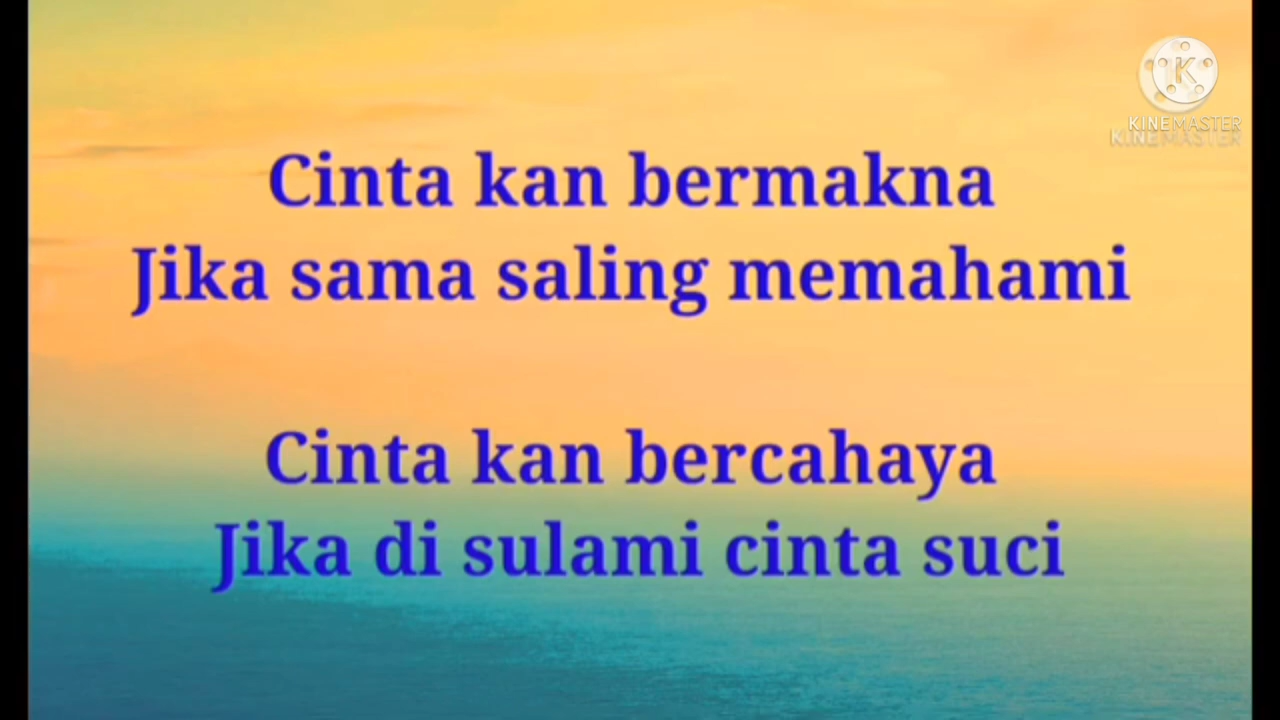 KINEMASTER
Cinta kan bermakna
Jika sama saling memahami
Cinta kan bercahaya
Jika di sulami cinta suci